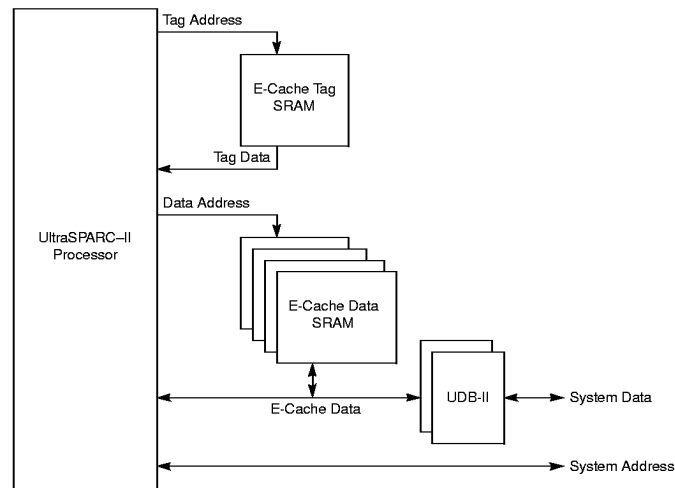 Tag Address
E-Cache Tag
SRAM
Tag Data
Data Address
UltraSPARC–II
Processor
E-Cache Data
SRAM
UDB-II
System Data
E-Cache Data
System Address